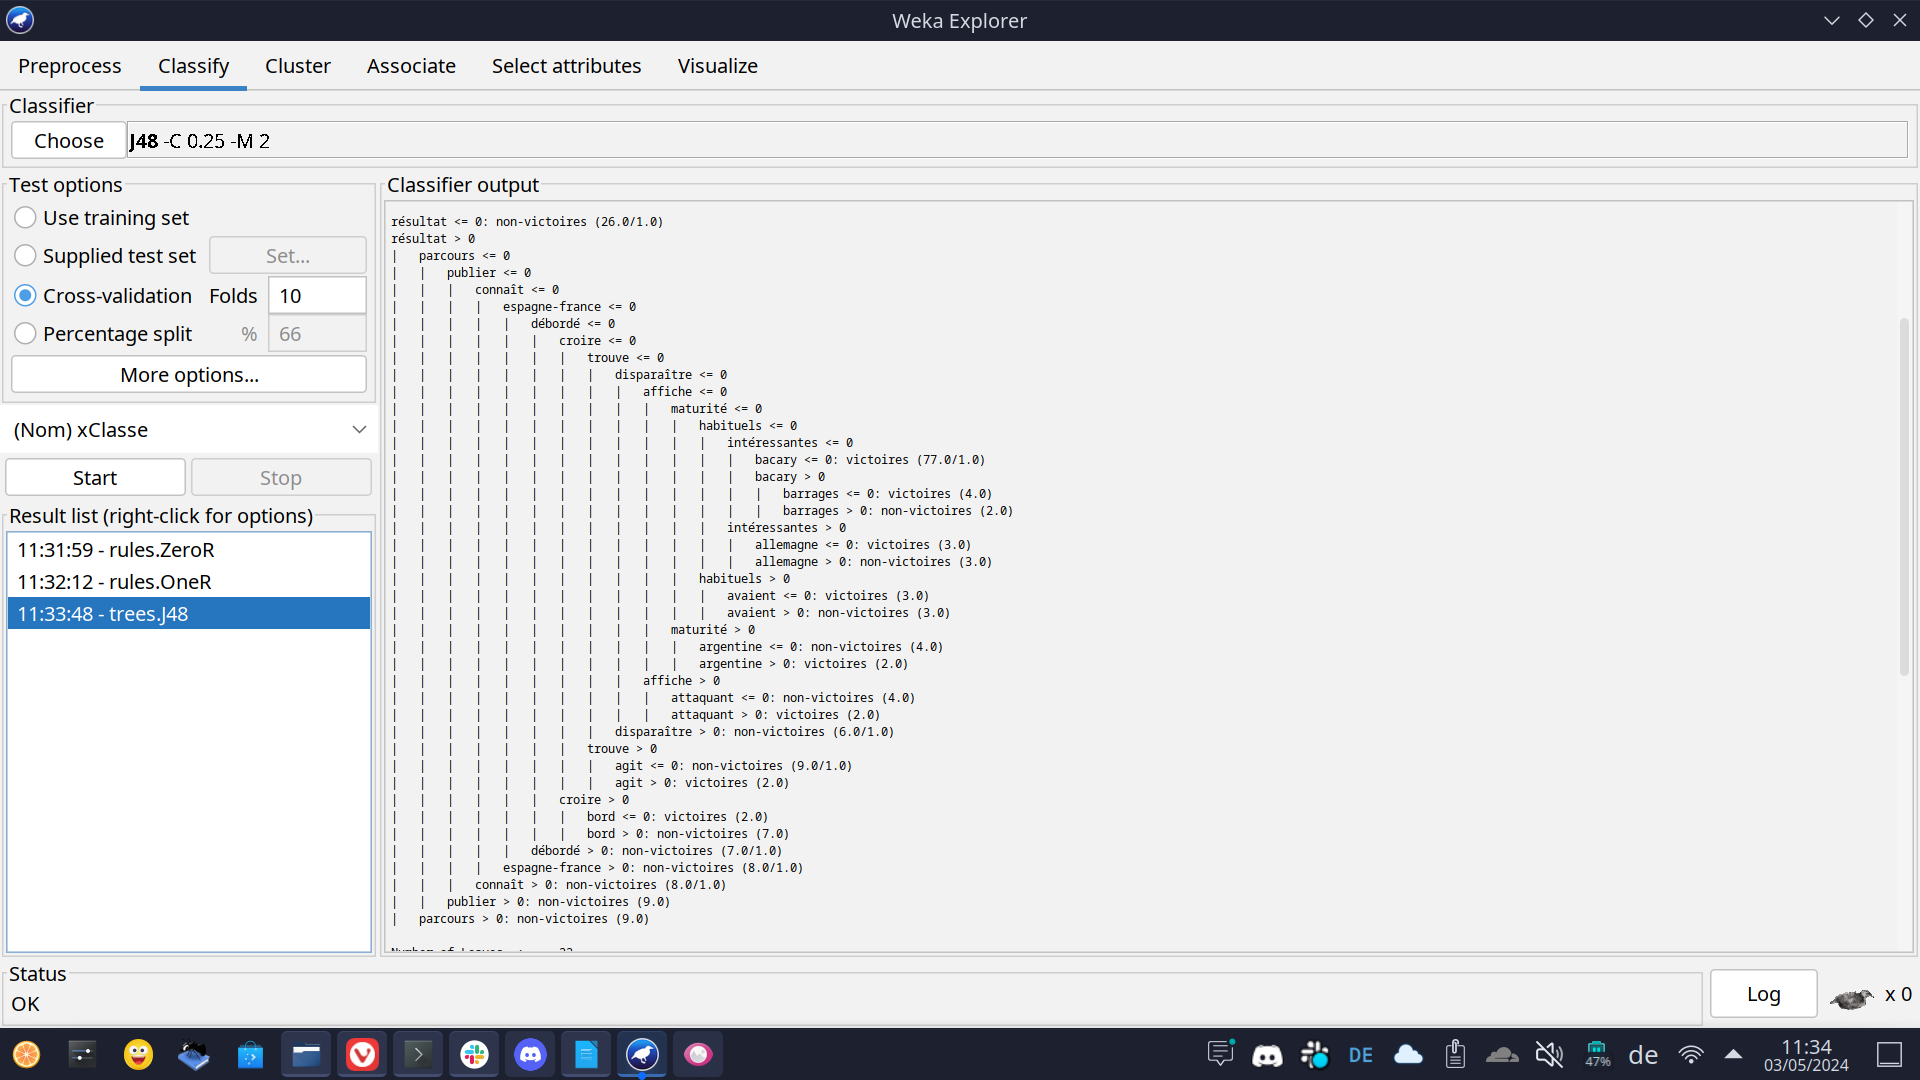 Weka Explorer
Preprocess Classify Cluster Associate Select attributes Visualize
Classifier
Choose J48 -C 0.25 -M 2
Test options
Use training set
Supplied test set Set...
Cross-validation Folds 10
Percentage split % 66
More options...
(Nom) xClasse
Start Stop
Result list (right-click for options)
11:31:59 - rules.ZeroR
11:32:12 - rules.OneR
11:33:48 - trees.J48
Classifier output
résultat <= 0: non-victoires (26.0/1.0)
résultat > 0
| parcours <= 0
| | publier <= 0
| | | connaît <= 0
| | | | espagne-france <= 0
| | | | | débordé <= 0
| | | | | | croire <= 0
| | | | | | | trouve <= 0
| | | | | | | | disparaître <= 0
| | | | | | | | | affiche <= 0
| | | | | | | | | | maturité <= 0
| | | | | | | | | | | habituels <= 0
| | | | | | | | | | | | intéressantes <= 0
| | | | | | | | | | | | | bacary <= 0: victoires (77.0/1.0)
| | | | | | | | | | | | | bacary > 0
| | | | | | | | | | | | | | barrages <= 0: victoires (4.0)
| | | | | | | | | | | | | | barrages > 0: non-victoires (2.0)
| | | | | | | | | | | | intéressantes > 0
| | | | | | | | | | | | | allemagne <= 0: victoires (3.0)
| | | | | | | | | | | | | allemagne > 0: non-victoires (3.0)
| | | | | | | | | | | habituels > 0
| | | | | | | | | | | | avaient <= 0: victoires (3.0)
| | | | | | | | | | | | avaient > 0: non-victoires (3.0)
| | | | | | | | | | maturité > 0
| | | | | | | | | | | argentine <= 0: non-victoires (4.0)
| | | | | | | | | | | argentine > 0: victoires (2.0)
| | | | | | | | | affiche > 0
| | | | | | | | | | attaquant <= 0: non-victoires (4.0)
| | | | | | | | | | attaquant > 0: victoires (2.0)
| | | | | | | | disparaître > 0: non-victoires (6.0/1.0)
| | | | | | | trouve > 0
| | | | | | | | agit <= 0: non-victoires (9.0/1.0)
| | | | | | | | agit > 0: victoires (2.0)
| | | | | | croire > 0
| | | | | | | bord <= 0: victoires (2.0)
| | | | | | | bord > 0: non-victoires (7.0)
| | | | | débordé > 0: non-victoires (7.0/1.0)
| | | | espagne-france > 0: non-victoires (8.0/1.0)
| | | connaît > 0: non-victoires (8.0/1.0)
| | publier > 0: non-victoires (9.0)
| parcours > 0: non-victoires (9.0)
Status
OK
Log x 0
DE 47% de 11:34
03/05/2024